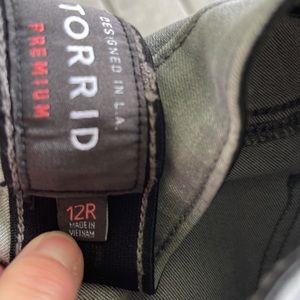 TORRID
PREMIUM
DESIGNED IN L.A.
12R
MADE IN
VIETNAM